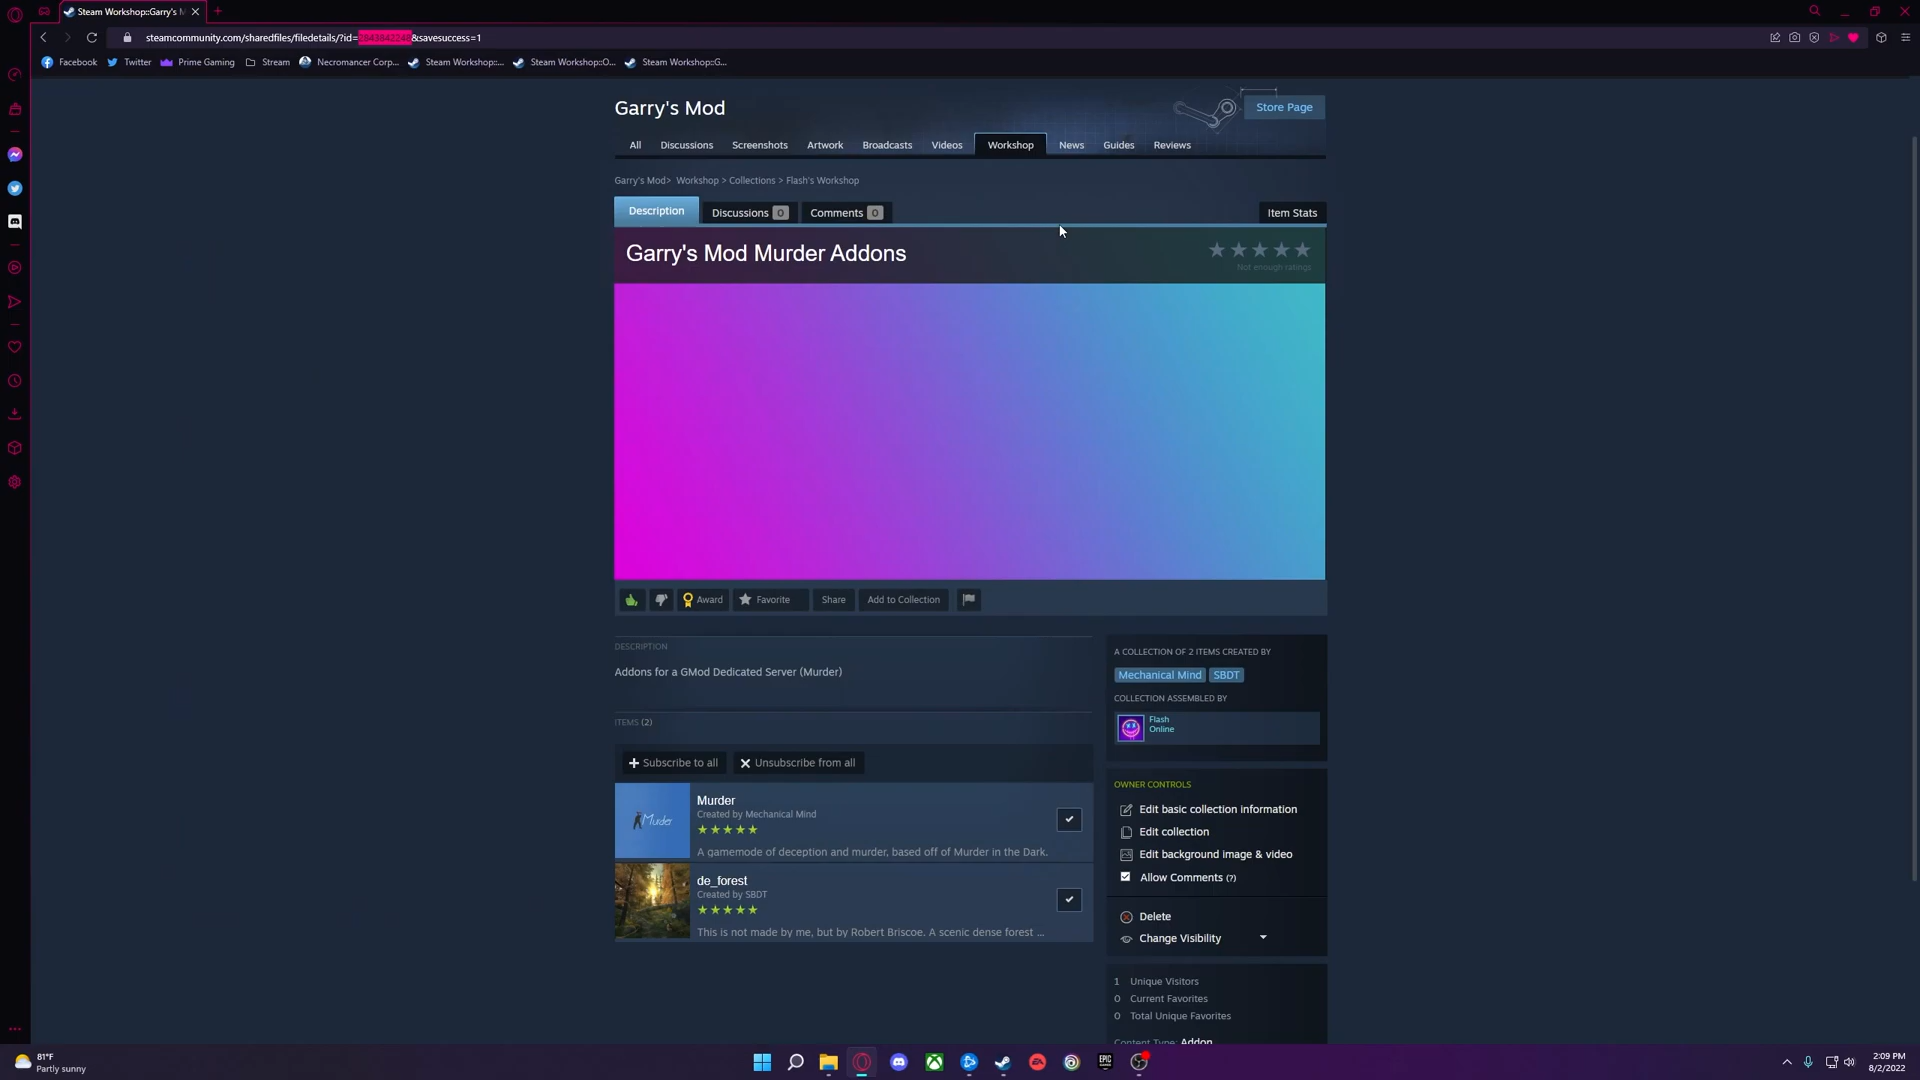 Steam Workshop::Garry's M
steamcommunity.com/sharedfiles/filedetails/?id=2843842246&savesuccess=1
Facebook
Twitter
Prime Gaming
Stream
Necromancer Corp...
Steam Workshop::...
Steam Workshop::O...
Steam Workshop::G...
Garry's Mod
Store Page
All
Discussions
Screenshots
Artwork
Broadcasts
Videos
Workshop
News
Guides
Reviews
Garry's Mod > Workshop > Collections > Flash's Workshop
Description
Discussions 0
Comments 0
Item Stats
Garry's Mod Murder Addons
Not enough ratings
Award
Favorite
Share
Add to Collection
DESCRIPTION
Addons for a GMod Dedicated Server (Murder)
ITEMS (2)
Subscribe to all
Unsubscribe from all
Murder
Murder
Created by Mechanical Mind
A gamemode of deception and murder, based off of Murder in the Dark.
de_forest
Created by SBDT
This is not made by me, but by Robert Briscoe. A scenic dense forest ...
A COLLECTION OF 2 ITEMS CREATED BY
Mechanical Mind SBDT
COLLECTION ASSEMBLED BY
Flash
Online
OWNER CONTROLS
Edit basic collection information
Edit collection
Edit background image & video
Allow Comments (?)
Delete
Change Visibility
1 Unique Visitors
0 Current Favorites
0 Total Unique Favorites
Content Type: Addon
81°F
Partly sunny
EA
EPIC
GAMES
2:09 PM
8/2/2022